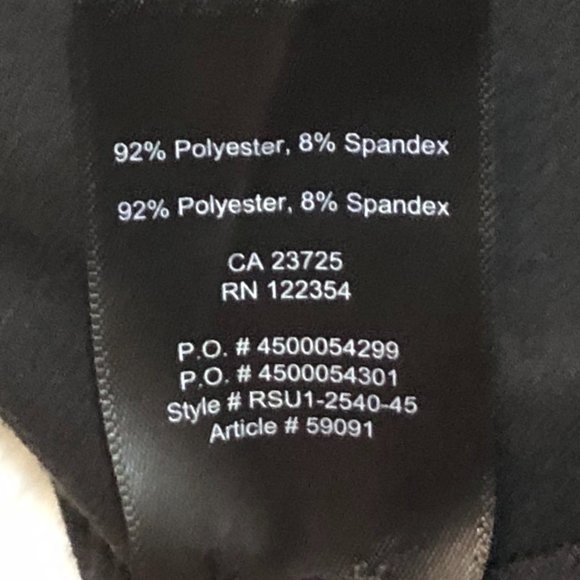 92% Polyester, 8% Spandex
92% Polyester, 8% Spandex
CA 23725
RN 122354
P.O. # 4500054299
P.O. # 4500054301
Style # RSU1-2540-45
Article # 59091